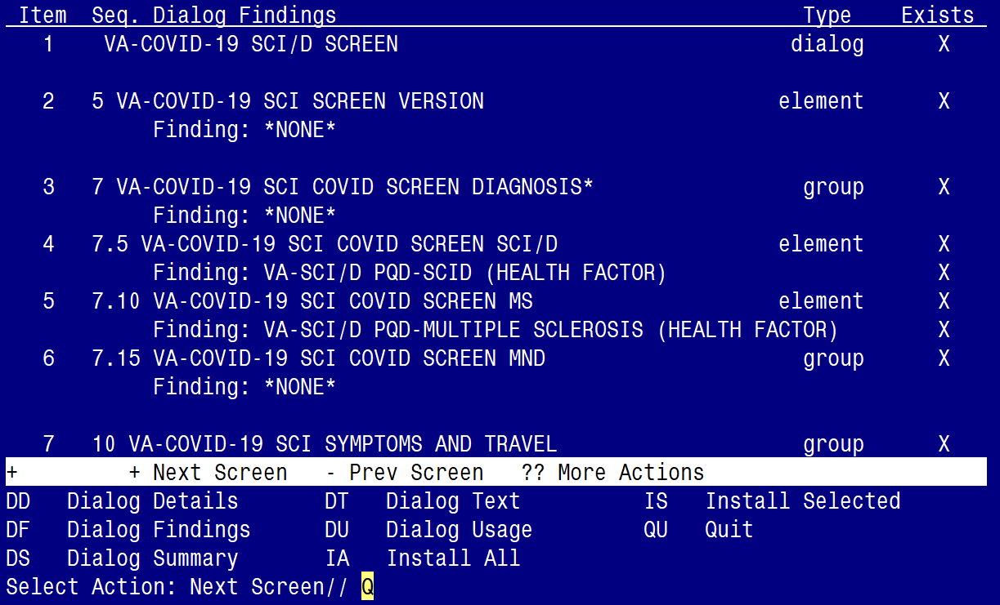 Item  Seq. Dialog Findings                                      Type    Exists
1    VA-COVID-19 SCI/D SCREEN                                  dialog      X
2   5 VA-COVID-19 SCI SCREEN VERSION                        element      X
Finding: *NONE*
3   7 VA-COVID-19 SCI COVID SCREEN DIAGNOSIS*                 group      X
Finding: *NONE*
4   7.5 VA-COVID-19 SCI COVID SCREEN SCI/D                  element      X
Finding: VA-SCI/D PQD-SCID (HEALTH FACTOR)                      X
5   7.10 VA-COVID-19 SCI COVID SCREEN MS                    element      X
Finding: VA-SCI/D PQD-MULTIPLE SCLEROSIS (HEALTH FACTOR)        X
6   7.15 VA-COVID-19 SCI COVID SCREEN MND                     group      X
Finding: *NONE*
7   10 VA-COVID-19 SCI SYMPTOMS AND TRAVEL                    group      X
+         + Next Screen   - Prev Screen   ?? More Actions
DD   Dialog Details       DT   Dialog Text          IS   Install Selected
DF   Dialog Findings      DU   Dialog Usage         QU   Quit
DS   Dialog Summary       IA   Install All
Select Action: Next Screen// Q